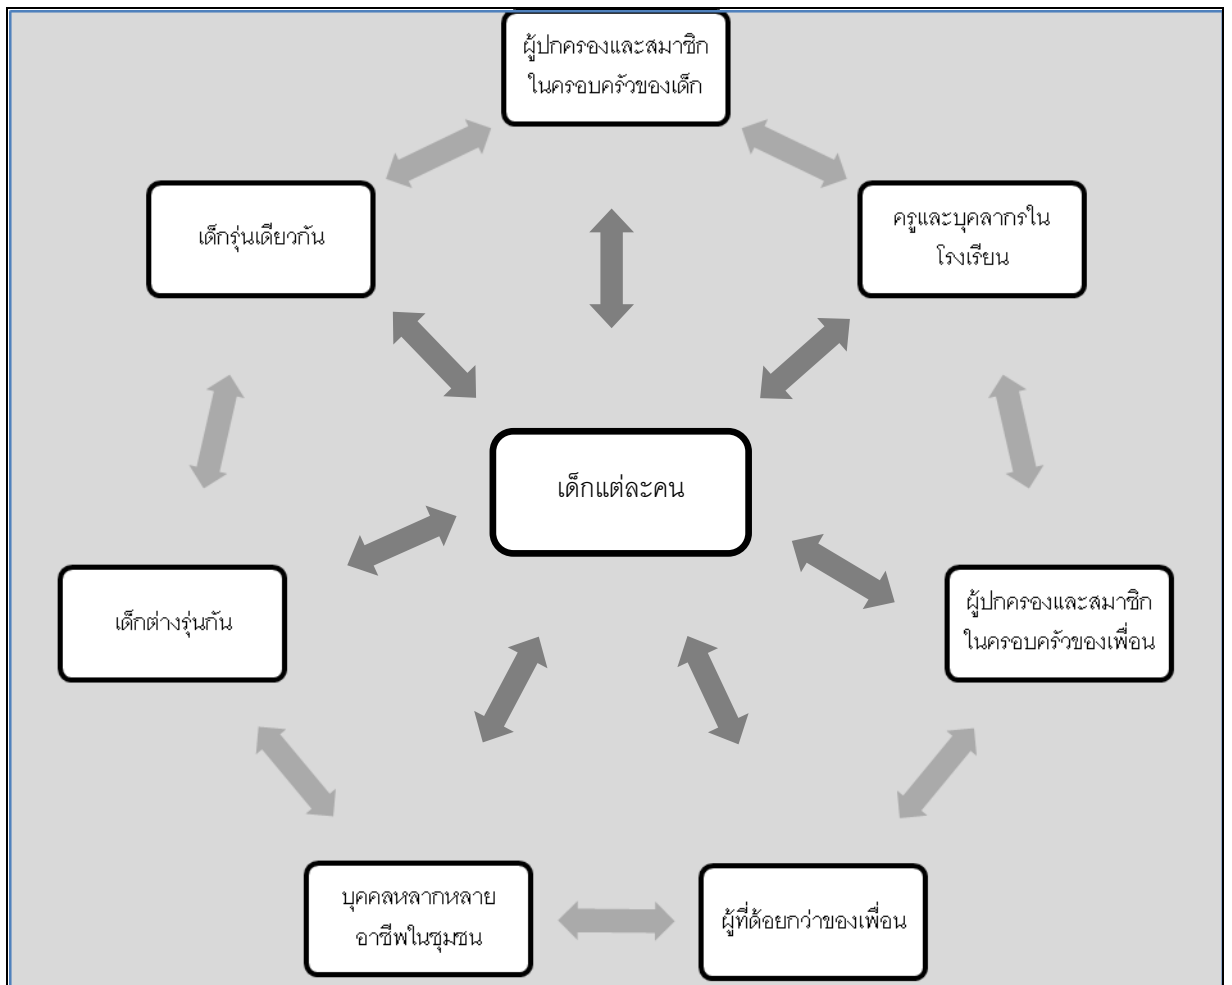 ผู้ปกครองและสมาชิก
ในครอบครัวของเด็ก
เด็กรุ่นเดียวกัน
ครูและบุคลากรใน
โรงเรียน
เด็กแต่ละคน
เด็กต่างรุ่นกัน
ผู้ปกครองและสมาชิก
ในครอบครัวของเพื่อน
บุคคลหลากหลาย
อาชีพในชุมชน
ผู้ที่ด้อยกว่าของเพื่อน